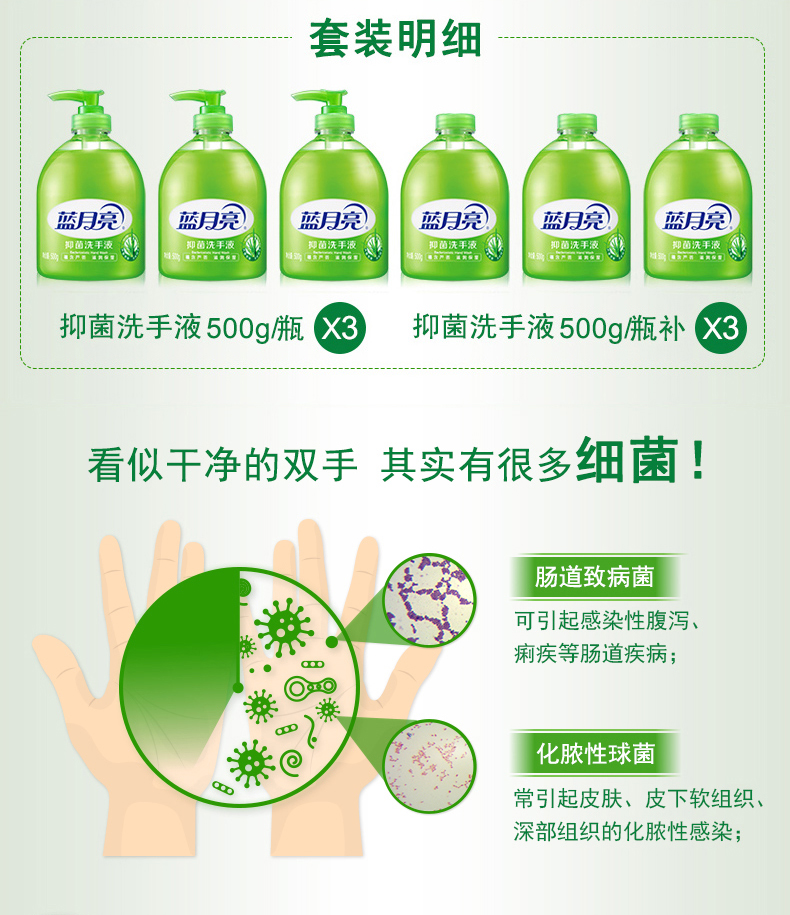 套装明细
蓝月亮 蓝月亮 蓝月亮 蓝月亮 蓝月亮 蓝月亮
抑菌洗手液 抑菌洗手液 抑菌洗手液 抑菌洗手液 抑菌洗手液 抑菌洗手液
抑菌洗手液500g/瓶 X3 抑菌洗手液500g/瓶补 X3
看似干净的双手 其实有很多细菌！
肠道致病菌
可引起感染性腹泻、
痢疾等肠道疾病；
化脓性球菌
常引起皮肤、皮下软组织、
深部组织的化脓性感染；